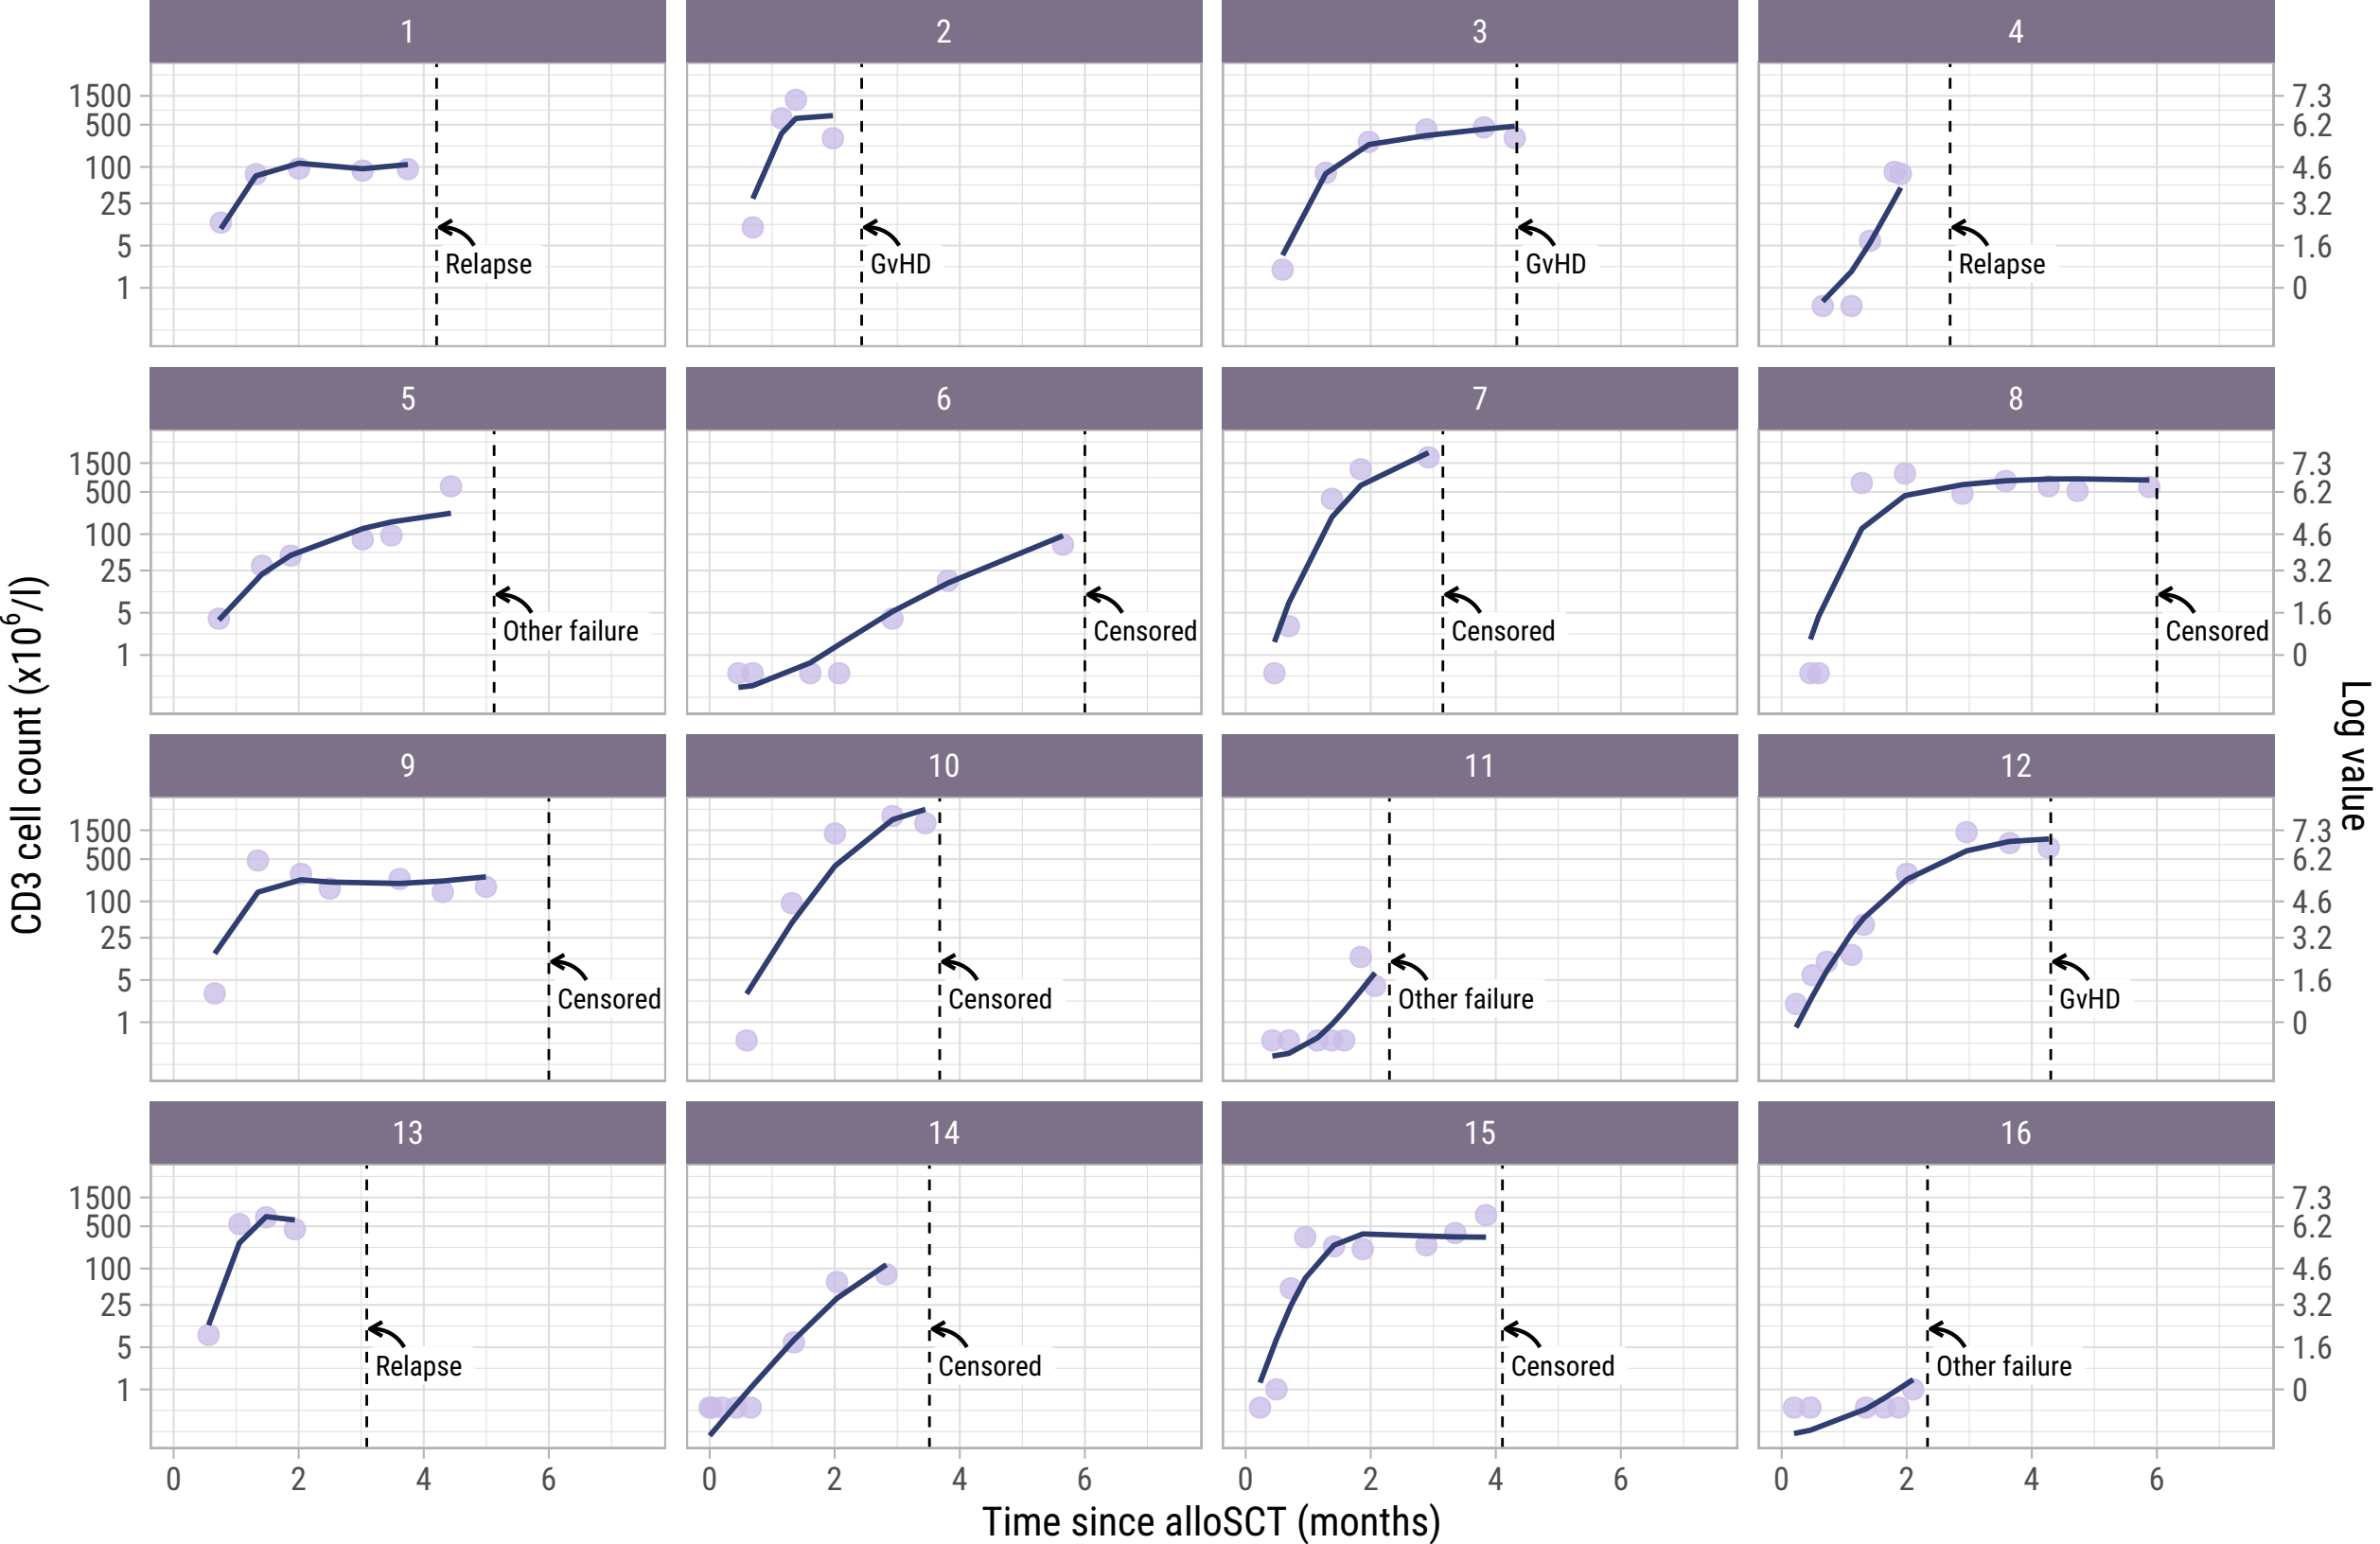 1 2 3 4
1500 7.3
500 6.2
100 4.6
25 3.2
5 1.6
1 0
Relapse GvHD GvHD Relapse
5 6 7 8
1500 7.3
500 6.2
100 4.6
25 3.2
5 1.6
1 0
Other failure Censored Censored Censored
9 10 11 12
1500 7.3
500 6.2
100 4.6
25 3.2
5 1.6
1 0
Censored Censored Other failure GvHD
13 14 15 16
1500 7.3
500 6.2
100 4.6
25 3.2
5 1.6
1 0
Relapse Censored Censored Other failure
0 2 4 6 0 2 4 6 0 2 4 6 0 2 4 6
Time since alloSCT (months)
CD3 cell count (x10⁶/l)
Log value